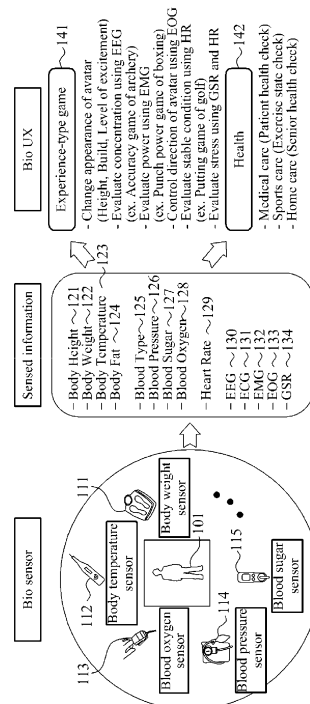 Bio sensor
112
111
113
Body temperature
sensor
Body weight
sensor
Blood oxygen
sensor
101
114
115
Blood pressure
sensor
Blood sugar
sensor
Sensed information
- Body Height ~121
- Body Weight ~122
- Body Temperature
123
- Body Fat ~124
- Blood Type ~125
- Blood Pressure ~126
- Blood Sugar ~127
- Blood Oxygen ~128
- Heart Rate ~129
- EEG ~130
- ECG ~131
- EMG ~132
- EOG ~133
- GSR ~134
Bio UX
Experience-type game
141
- Change appearance of avatar
(Height, Build, Level of excitement)
- Evaluate concentration using EEG
(ex. Accuracy game of archery)
- Evaluate power using EMG
(ex. Punch power game of boxing)
- Control direction of avatar using EOG
- Evaluate stable condition using HR
(ex. Putting game of golf)
- Evaluate stress using GSR and HR
Health
142
- Medical care (Patient health check)
- Sports care (Exercise state check)
- Home care (Senior health check)